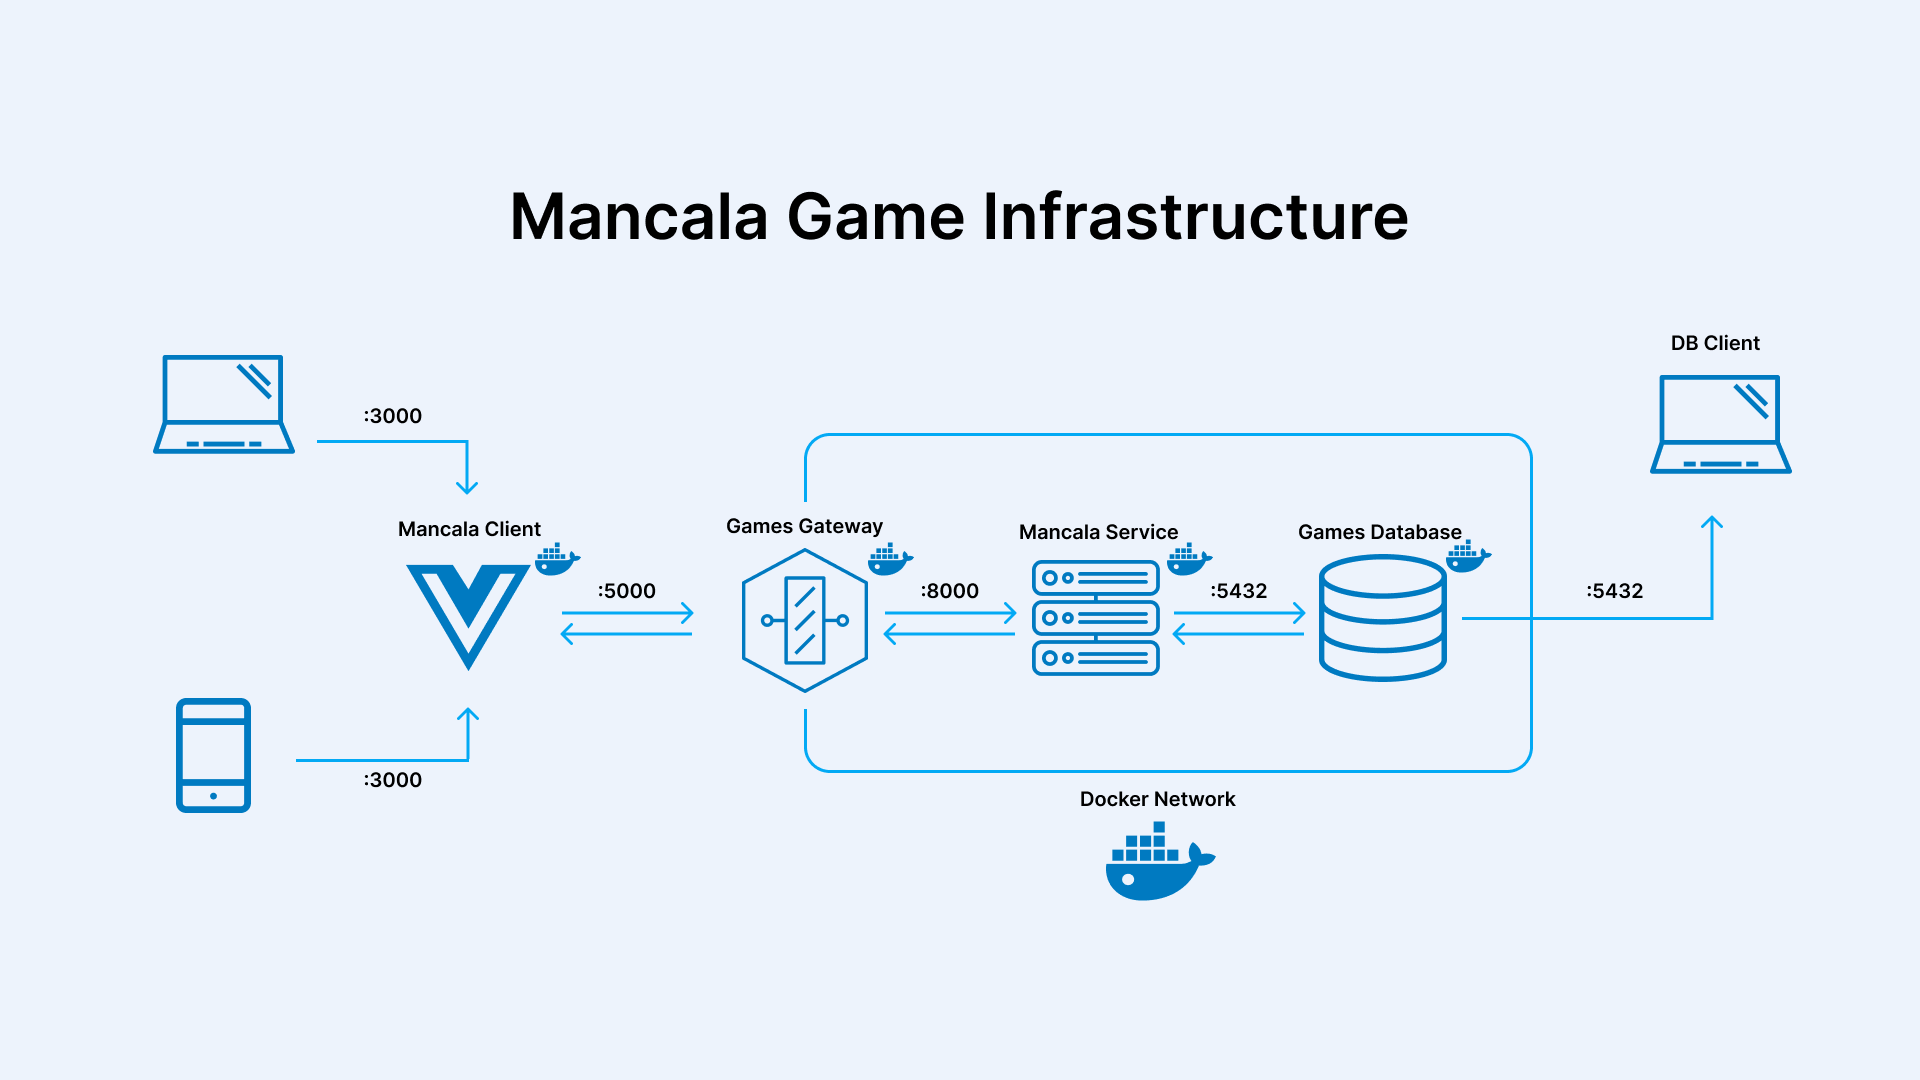 Mancala Game Infrastructure
DB Client
:3000
Mancala Client
Games Gateway
Mancala Service
Games Database
:5000
:8000
:5432
:5432
:3000
Docker Network